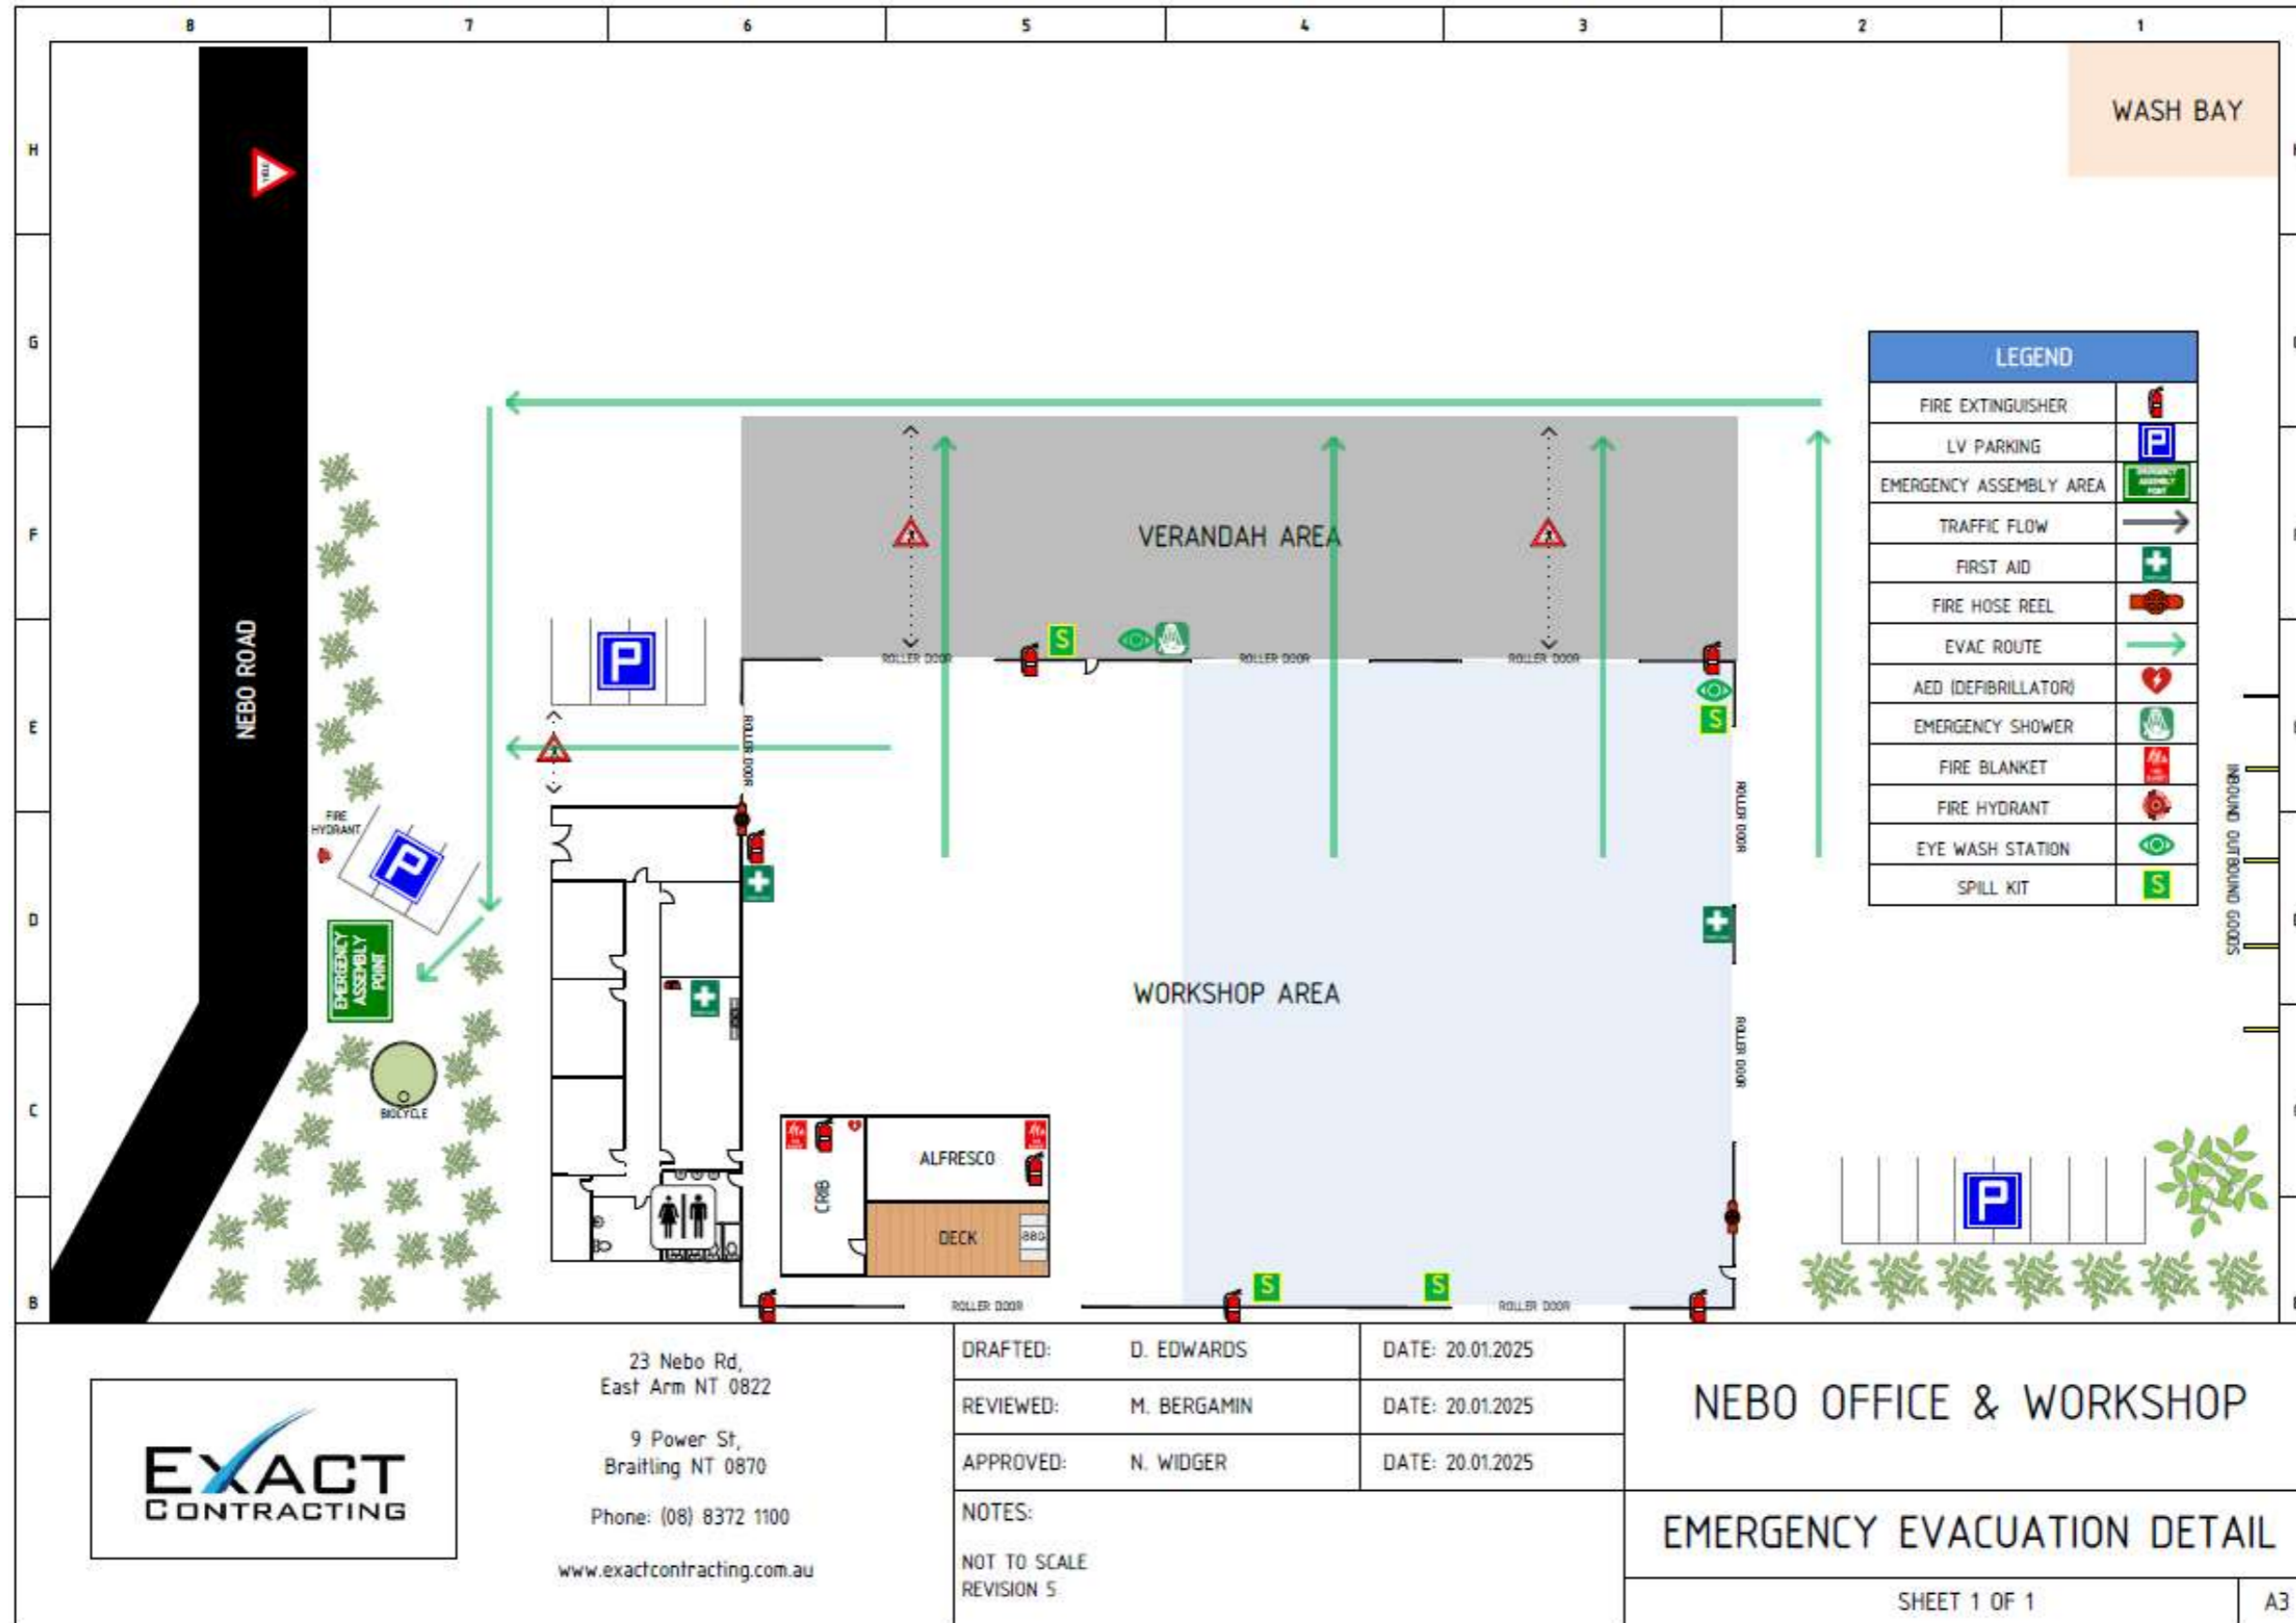 8 7 6 5 4 3 2 1
H
G
F
E
D
C
B
WASH BAY
YIELD
NEBO ROAD
VERANDAH AREA
ROLLER DOOR
ROLLER DOOR
ROLLER DOOR
P
S
ROLLER DOOR
S
ROLLER DOOR
FIRE
HYDRANT
P
EMERGENCY
ASSEMBLY
POINT
WORKSHOP AREA
ROLLER DOOR
BIOCYCLE
CRIB
ALFRESCO
DECK
BBQ
S
S
ROLLER DOOR
ROLLER DOOR
P
INBOUND OUTBOUND GOODS
LEGEND
FIRE EXTINGUISHER
LV PARKING P
EMERGENCY ASSEMBLY AREA EMERGENCY ASSEMBLY POINT
TRAFFIC FLOW
FIRST AID
FIRE HOSE REEL
EVAC ROUTE
AED (DEFIBRILLATOR)
EMERGENCY SHOWER
FIRE BLANKET
FIRE HYDRANT
EYE WASH STATION
SPILL KIT S
EXACT
CONTRACTING
23 Nebo Rd,
East Arm NT 0822
9 Power St,
Braitling NT 0870
Phone: (08) 8372 1100
www.exactcontracting.com.au
DRAFTED: D. EDWARDS DATE: 20.01.2025
REVIEWED: M. BERGAMIN DATE: 20.01.2025
APPROVED: N. WIDGER DATE: 20.01.2025
NOTES:
NOT TO SCALE
REVISION 5
NEBO OFFICE & WORKSHOP
EMERGENCY EVACUATION DETAIL
SHEET 1 OF 1 A3